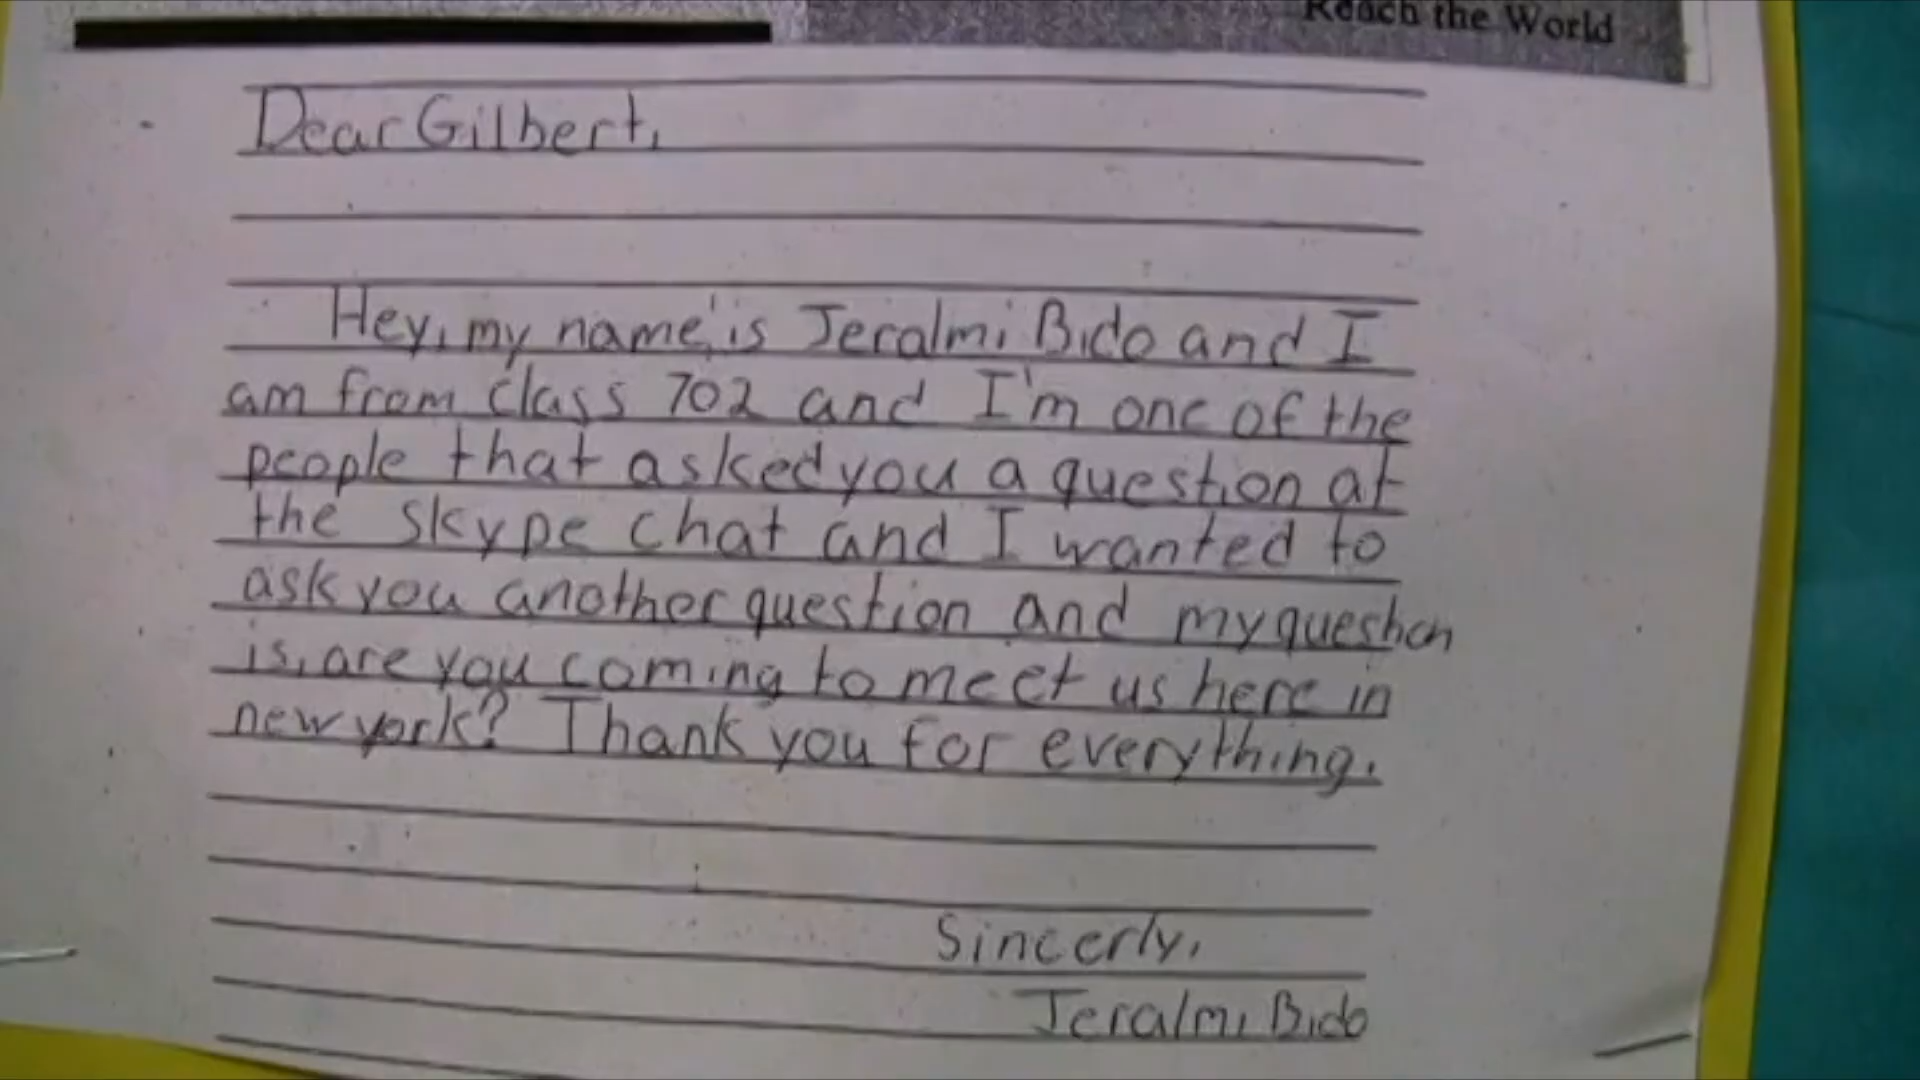 Reach the World
Dear Gilbert,
Hey, my name is Jeralmi Bido and I
am from class 702 and I'm one of the
people that asked you a question at
the skype chat and I wanted to
ask you another question and my question
is, are you coming to meet us here in
new york? Thank you for everything.
Sincerly,
Jeralmi Bido